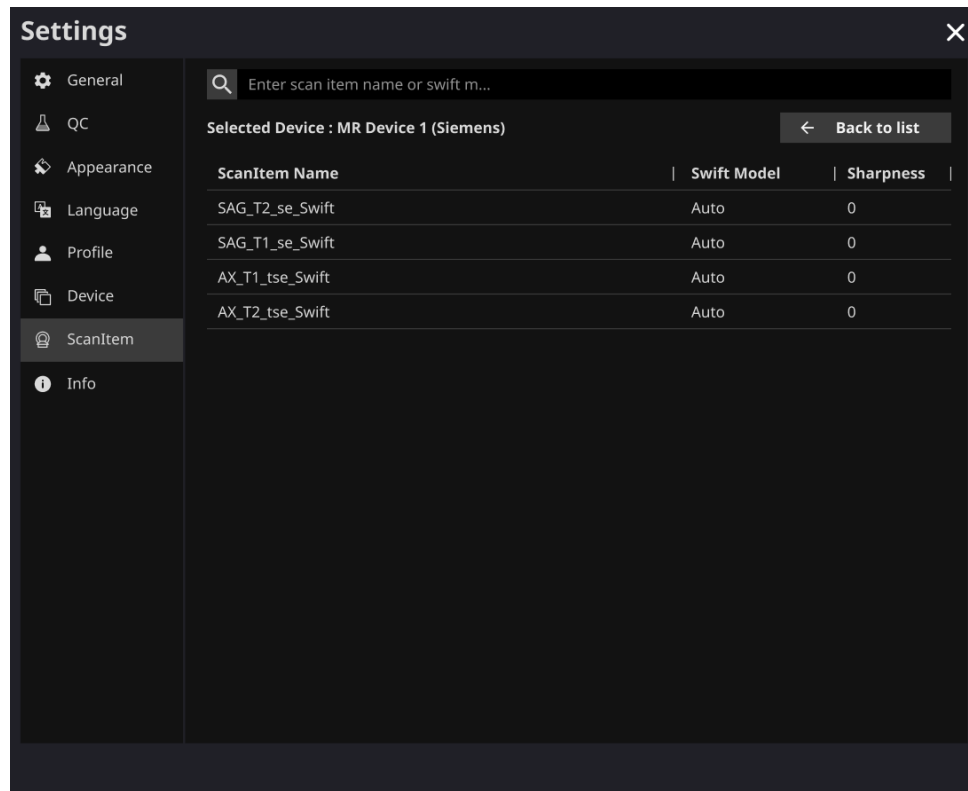 Settings
General
QC
Appearance
Language
Profile
Device
ScanItem
Info
Enter scan item name or swift m...
Selected Device : MR Device 1 (Siemens)
Back to list
ScanItem Name | Swift Model | Sharpness |
SAG_T2_se_Swift Auto 0
SAG_T1_se_Swift Auto 0
AX_T1_tse_Swift Auto 0
AX_T2_tse_Swift Auto 0